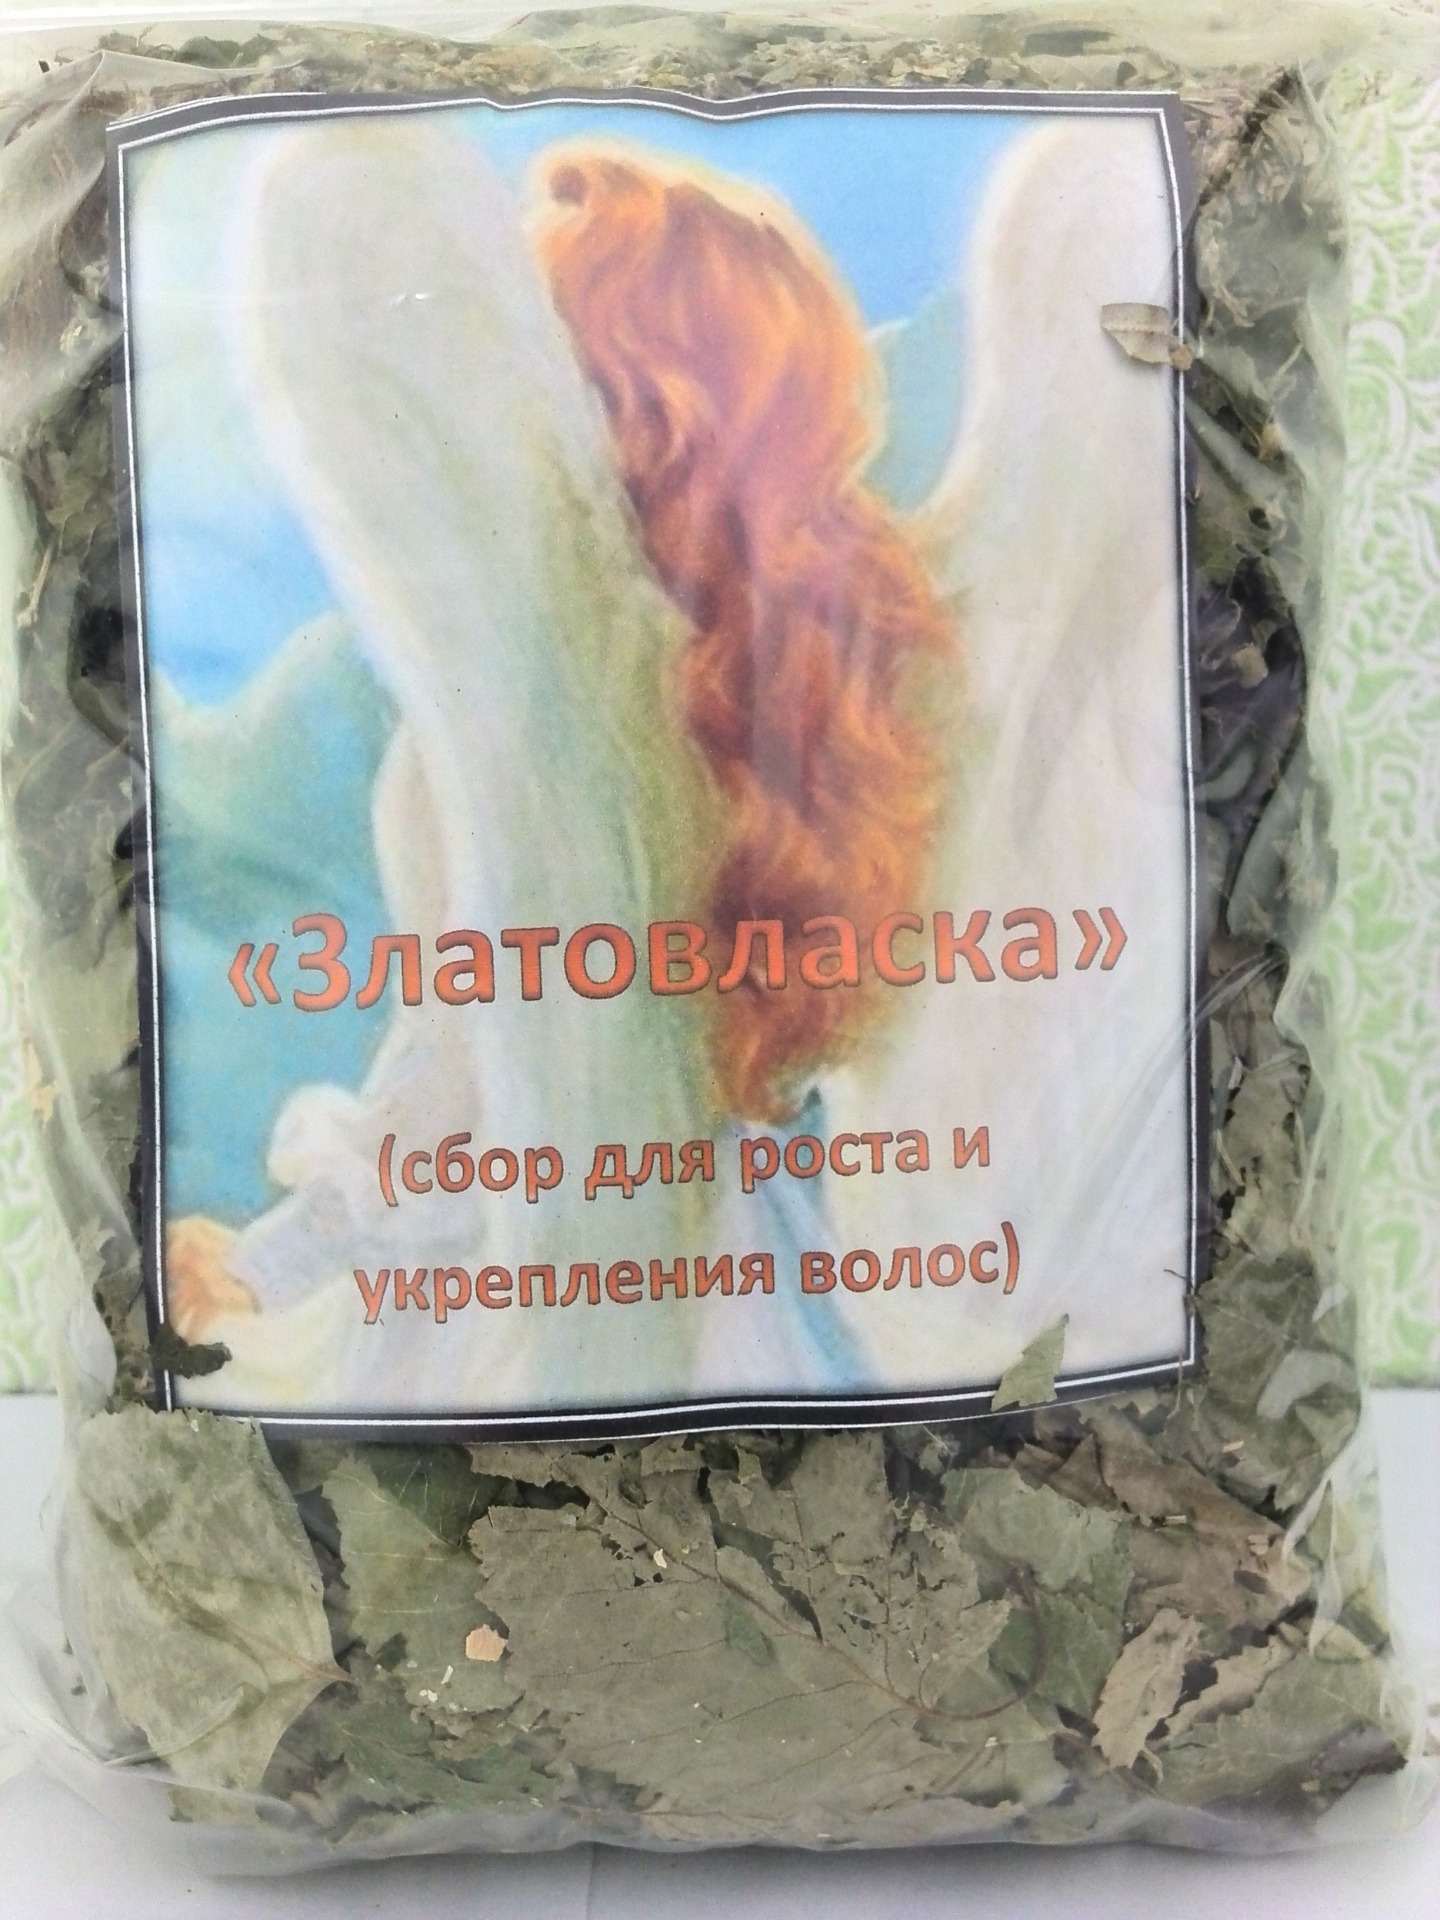 «Златовласка»
(сбор для роста и
укрепления волос)